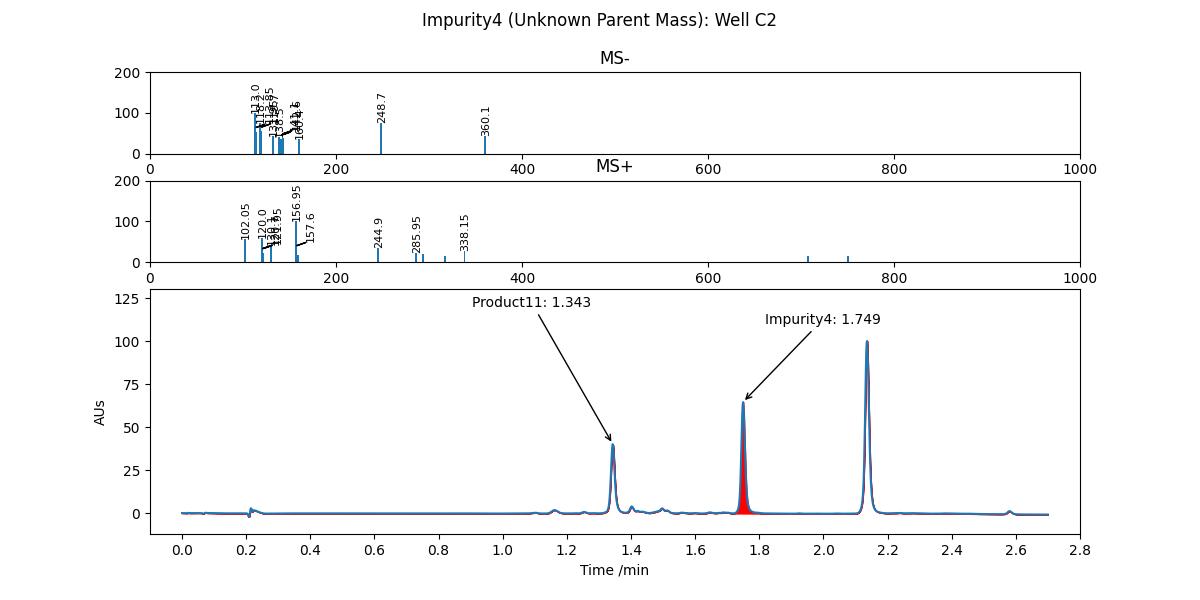 Impurity4 (Unknown Parent Mass): Well C2
MS-
200
100
0
113.0
248.7
360.1
0 200 400 600 800 1000
MS+
200
100
0
102.05
120.0
156.95
157.6
244.9
285.95
338.15
0 200 400 600 800 1000
Product11: 1.343
Impurity4: 1.749
125
100
75
50
25
0
AUs
0.0 0.2 0.4 0.6 0.8 1.0 1.2 1.4 1.6 1.8 2.0 2.2 2.4 2.6 2.8
Time /min